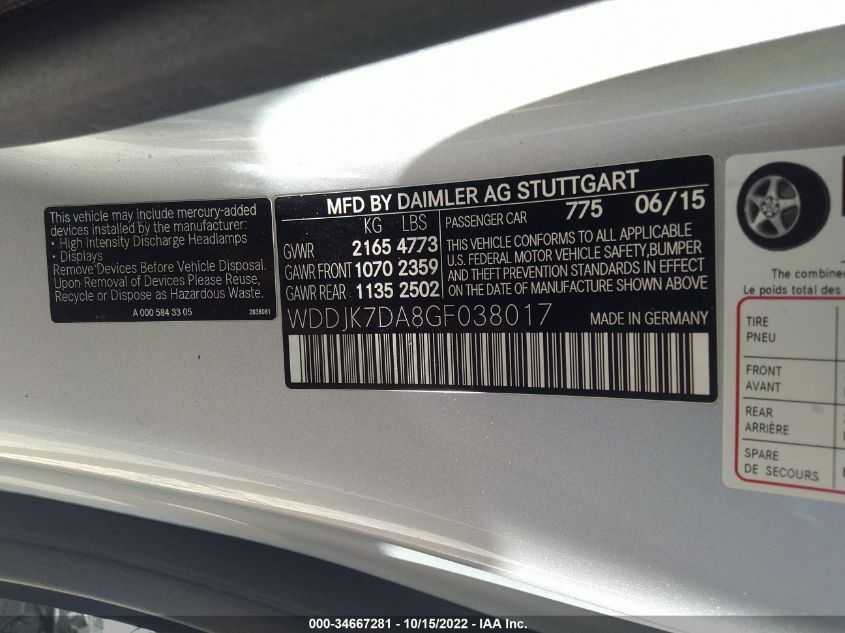 This vehicle may include mercury-added
devices installed by the manufacturer:
• High Intensity Discharge Headlamps
• Displays
Remove Devices Before Vehicle Disposal.
Upon Removal of Devices Please Reuse,
Recycle or Dispose as Hazardous Waste.
A 000 584 33 05 2838081
MFD BY DAIMLER AG STUTTGART
KG LBS
GVWR 2165 4773
GAWR FRONT 1070 2359
GAWR REAR 1135 2502
PASSENGER CAR 775 06/15
THIS VEHICLE CONFORMS TO ALL APPLICABLE
U.S. FEDERAL MOTOR VEHICLE SAFETY,BUMPER
AND THEFT PREVENTION STANDARDS IN EFFECT
ON THE DATE OF MANUFACTURE SHOWN ABOVE
WDDJK7DA8GF038017 MADE IN GERMANY
The combined
Le poids total des
TIRE
PNEU
FRONT
AVANT
REAR
ARRIÈRE
SPARE
DE SECOURS
000-34667281 - 10/15/2022 - IAA Inc.